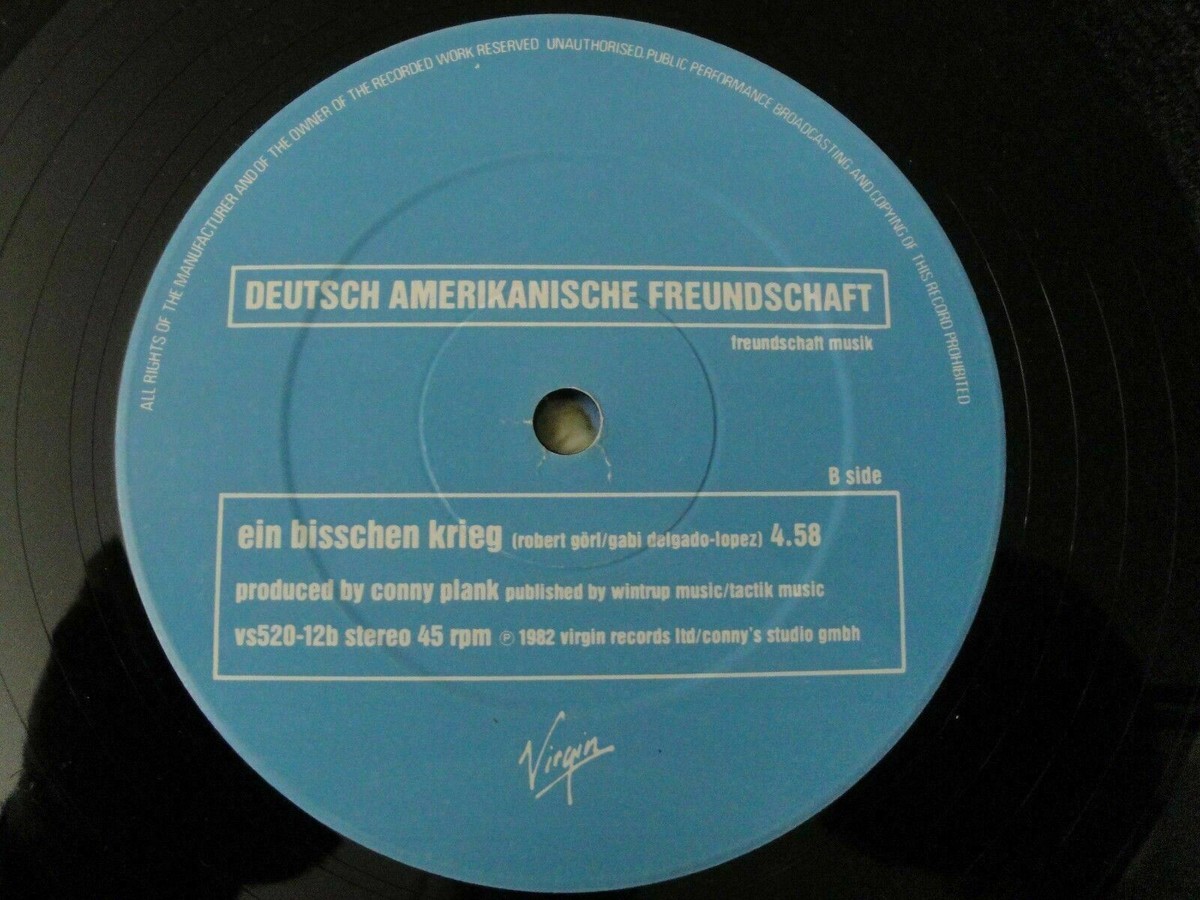 ALL RIGHTS OF THE MANUFACTURER AND OF THE OWNER OF THE RECORDED WORK RESERVED UNAUTHORISED PUBLIC PERFORMANCE BROADCASTING AND COPYING OF THIS RECORD PROHIBITED
DEUTSCH AMERIKANISCHE FREUNDSCHAFT
freundschaft musik
B side
ein bisschen krieg (robert görl/gabi delgado-lopez) 4.58
produced by conny plank published by wintrup music/tactik music
vs520-12b stereo 45 rpm ℗ 1982 virgin records ltd/conny's studio gmbh
Virgin